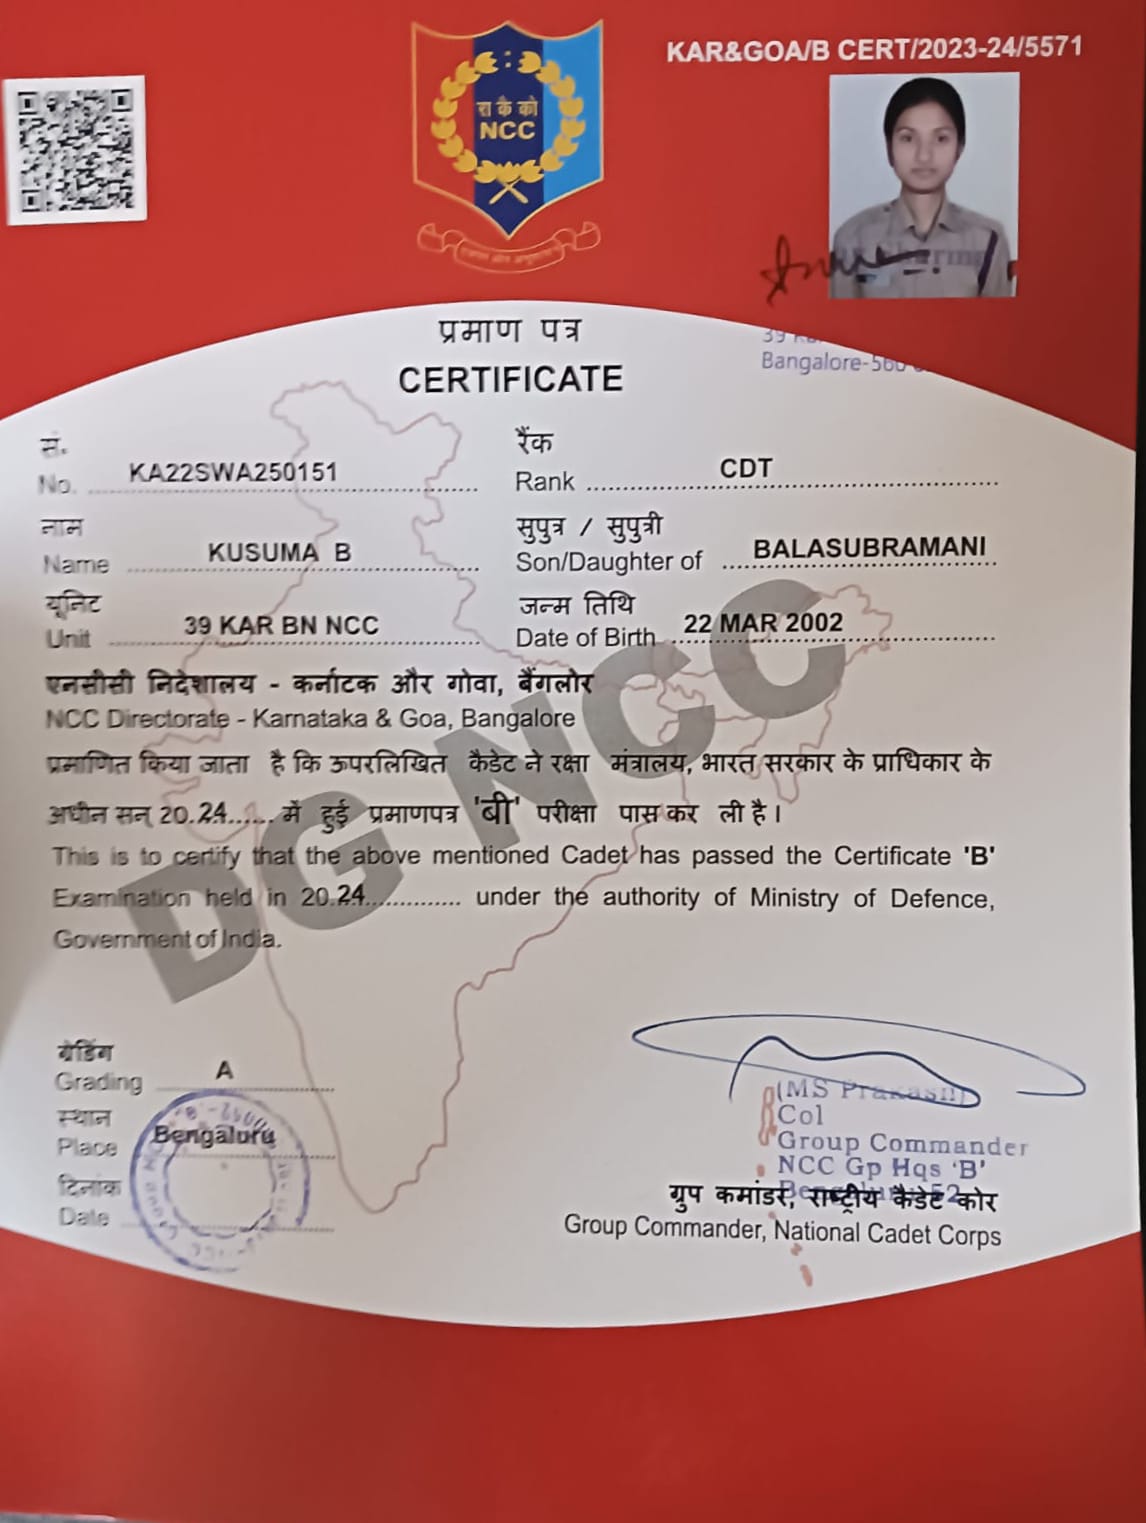 KAR&GOA/B CERT/2023-24/5571
रा कै को
NCC
Bangalore-560
प्रमाण पत्र
CERTIFICATE
सं.
No. KA22SWA250151
रैंक
Rank CDT
नाम
Name KUSUMA B
सुपुत्र / सुपुत्री
Son/Daughter of BALASUBRAMANI
यूनिट
Unit 39 KAR BN NCC
जन्म तिथि
Date of Birth 22 MAR 2002
एनसीसी निदेशालय - कर्नाटक और गोवा, बैंगलोर
NCC Directorate - Karnataka & Goa, Bangalore
प्रमाणित किया जाता है कि ऊपरलिखित कैडेट ने रक्षा मंत्रालय, भारत सरकार के प्राधिकार के
अधीन सन् 20.24...... में हुई प्रमाणपत्र 'बी' परीक्षा पास कर ली है।
This is to certify that the above mentioned Cadet has passed the Certificate 'B'
Examination held in 20.24.............. under the authority of Ministry of Defence,
Government of India.
DG NCC
ग्रेडिंग
Grading A
स्थान
Place Bengaluru
दिनांक
Date
(MS Prakash)
Col
Group Commander
NCC Gp Hqs 'B'
Bengaluru-52
ग्रुप कमांडर, राष्ट्रीय कैडेट कोर
Group Commander, National Cadet Corps